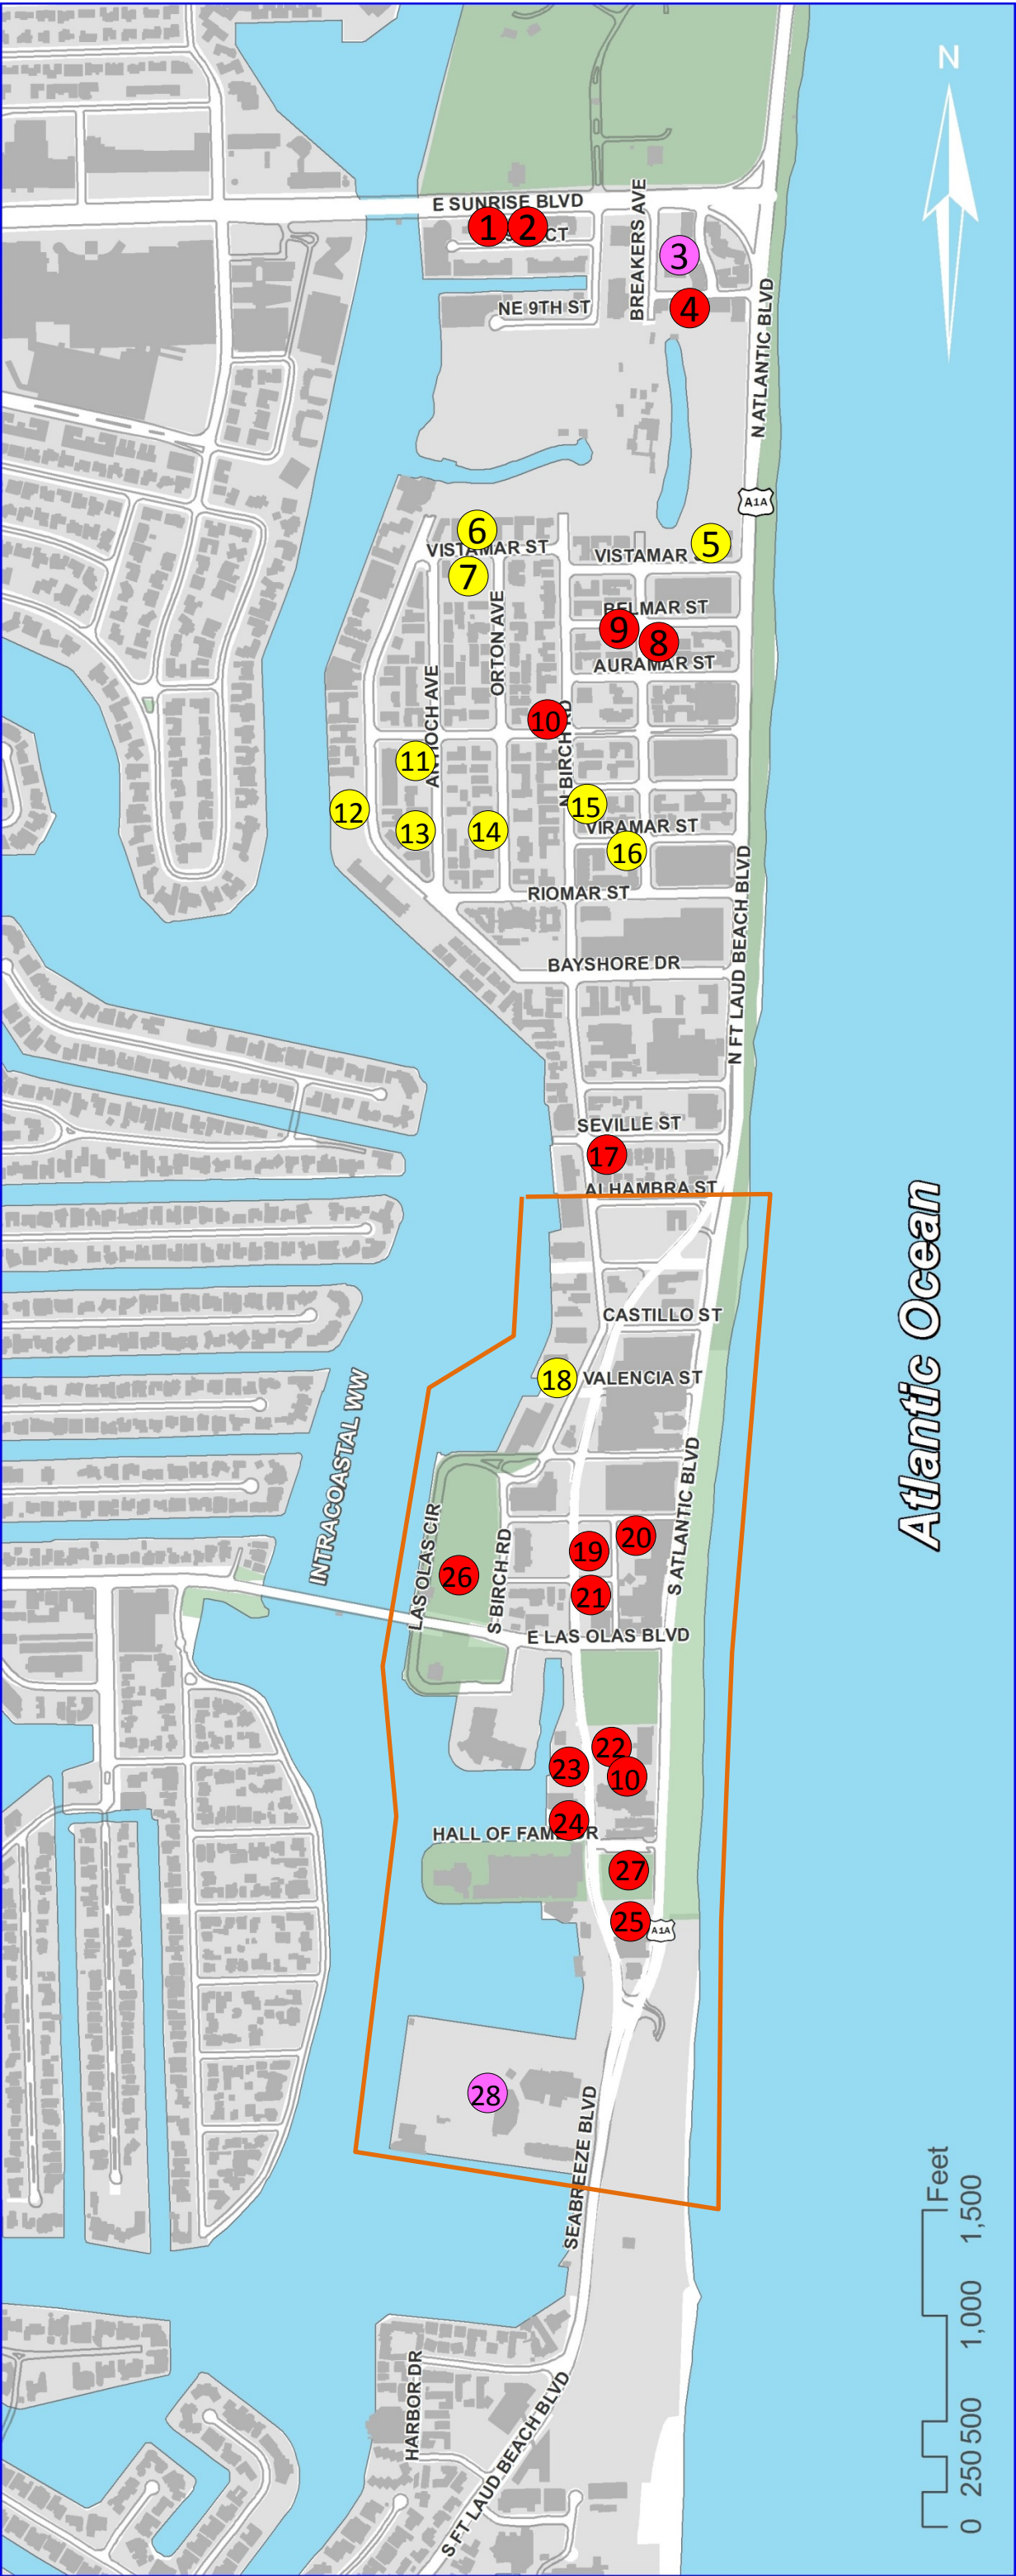 N
E SUNRISE BLVD
1
2
CT
BREAKERS AVE
3
NE 9TH ST
4
N ATLANTIC BLVD
A1A
6
VISTAMAR ST
5
VISTAMAR
7
ORTON AVE
BELMAR ST
9
8
AURAMAR ST
ANTIOCH AVE
10
N BIRCH RD
11
12
13
14
15
VIRAMAR ST
16
RIOMAR ST
N FT LAUD BEACH BLVD
BAYSHORE DR
SEVILLE ST
17
ALHAMBRA ST
Atlantic Ocean
CASTILLO ST
18
VALENCIA ST
INTRACOASTAL WW
LAS OLAS CIR
S BIRCH RD
S ATLANTIC BLVD
20
19
26
21
E LAS OLAS BLVD
22
23
10
24
HALL OF FAME DR
27
25
A1A
28
SEABREEZE BLVD
HARBOR DR
S FT LAUD BEACH BLVD
0 250 500 1,000 1,500
Feet